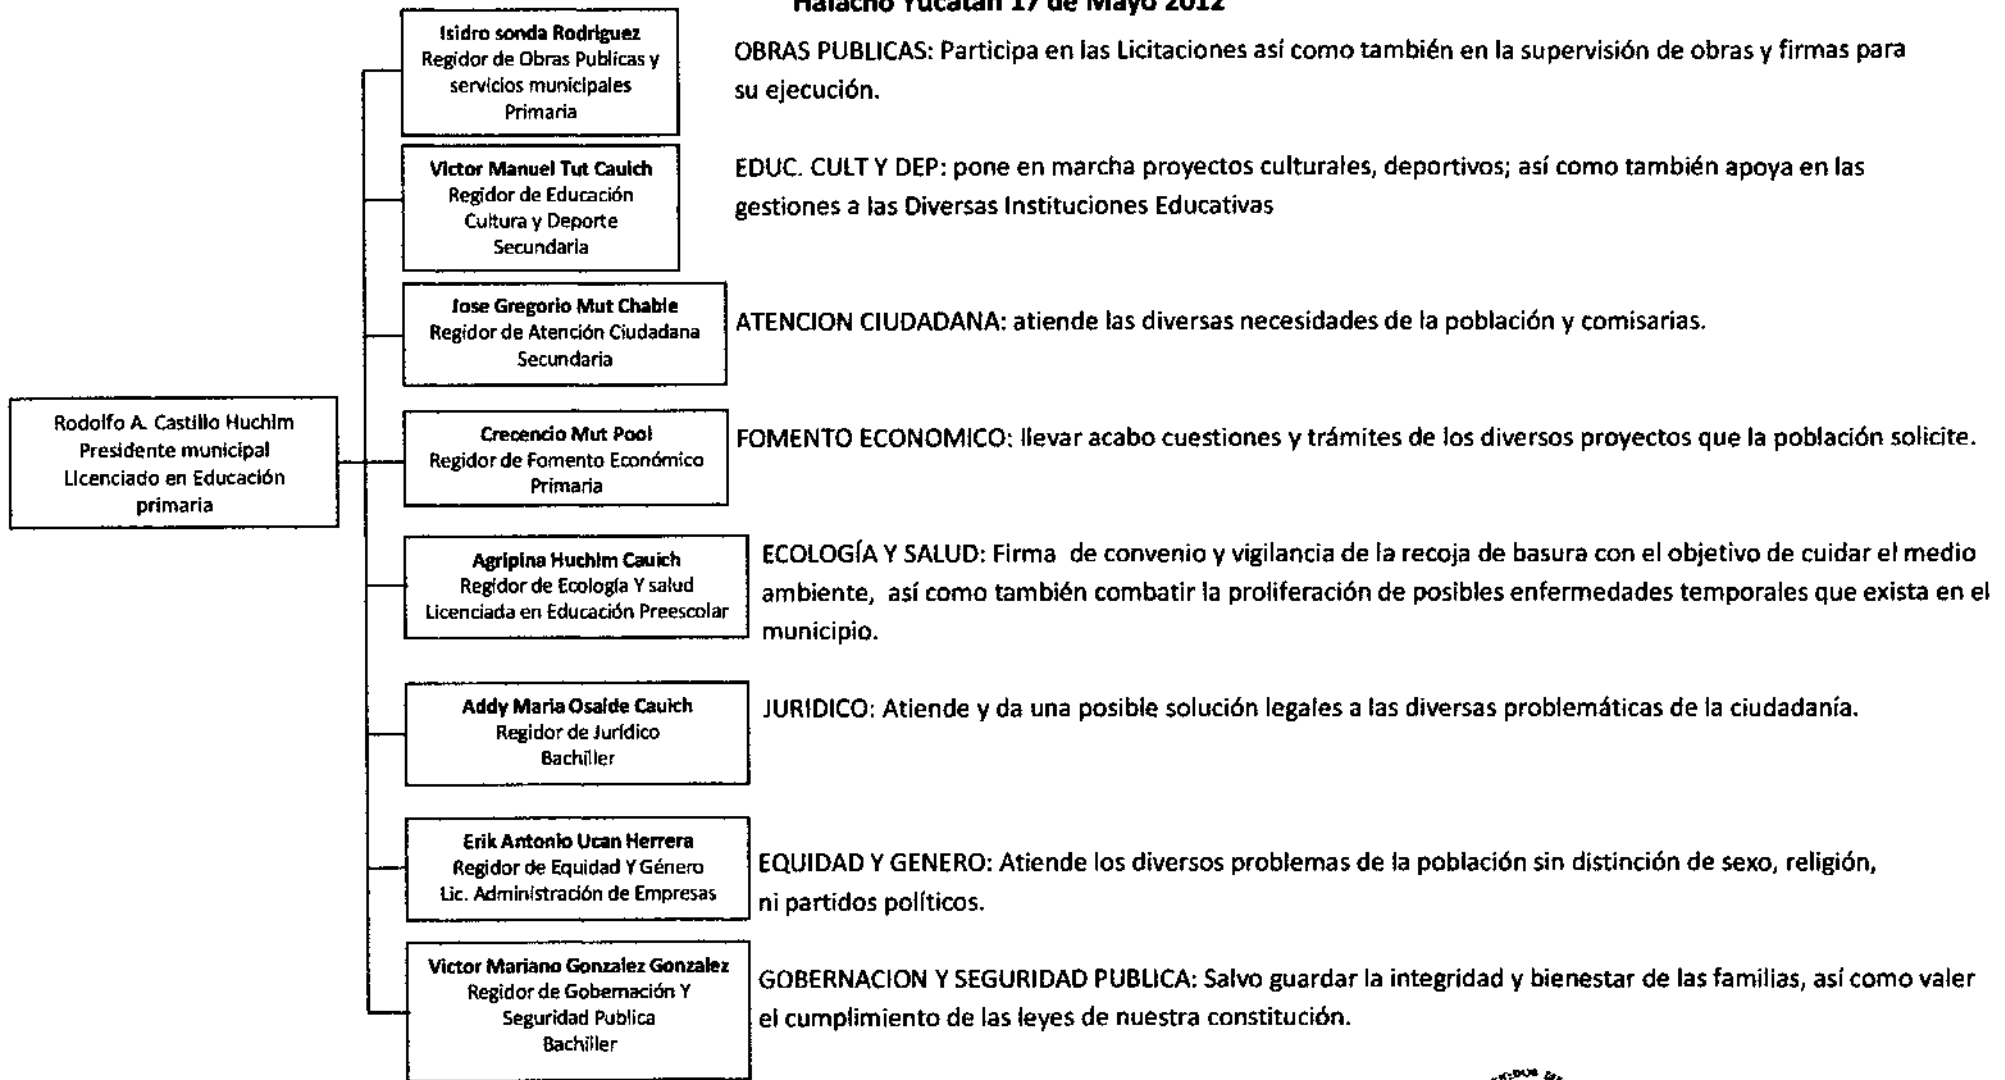 Halacho Yucatán 17 de Mayo 2012
Isidro sonda Rodriguez
Regidor de Obras Publicas y
servicios municipales
Primaria
OBRAS PUBLICAS: Participa en las Licitaciones así como también en la supervisión de obras y firmas para
su ejecución.
Victor Manuel Tut Cauich
Regidor de Educación
Cultura y Deporte
Secundaria
EDUC. CULT Y DEP: pone en marcha proyectos culturales, deportivos; así como también apoya en las
gestiones a las Diversas Instituciones Educativas
Jose Gregorio Mut Chable
Regidor de Atención Ciudadana
Secundaria
ATENCION CIUDADANA: atiende las diversas necesidades de la población y comisarias.
Rodolfo A. Castillo Huchim
Presidente municipal
Licenciado en Educación
primaria
Crecencio Mut Pool
Regidor de Fomento Económico
Primaria
FOMENTO ECONOMICO: llevar acabo cuestiones y trámites de los diversos proyectos que la población solicite.
Agripina Huchim Cauich
Regidor de Ecología Y salud
Licenciada en Educación Preescolar
ECOLOGÍA Y SALUD: Firma de convenio y vigilancia de la recoja de basura con el objetivo de cuidar el medio
ambiente, así como también combatir la proliferación de posibles enfermedades temporales que exista en el
municipio.
Addy Maria Osalde Cauich
Regidor de Jurídico
Bachiller
JURIDICO: Atiende y da una posible solución legales a las diversas problemáticas de la ciudadanía.
Erik Antonio Ucan Herrera
Regidor de Equidad Y Género
Lic. Administración de Empresas
EQUIDAD Y GENERO: Atiende los diversos problemas de la población sin distinción de sexo, religión,
ni partidos políticos.
Victor Mariano Gonzalez Gonzalez
Regidor de Gobernación Y
Seguridad Publica
Bachiller
GOBERNACION Y SEGURIDAD PUBLICA: Salvo guardar la integridad y bienestar de las familias, así como valer
el cumplimiento de las leyes de nuestra constitución.